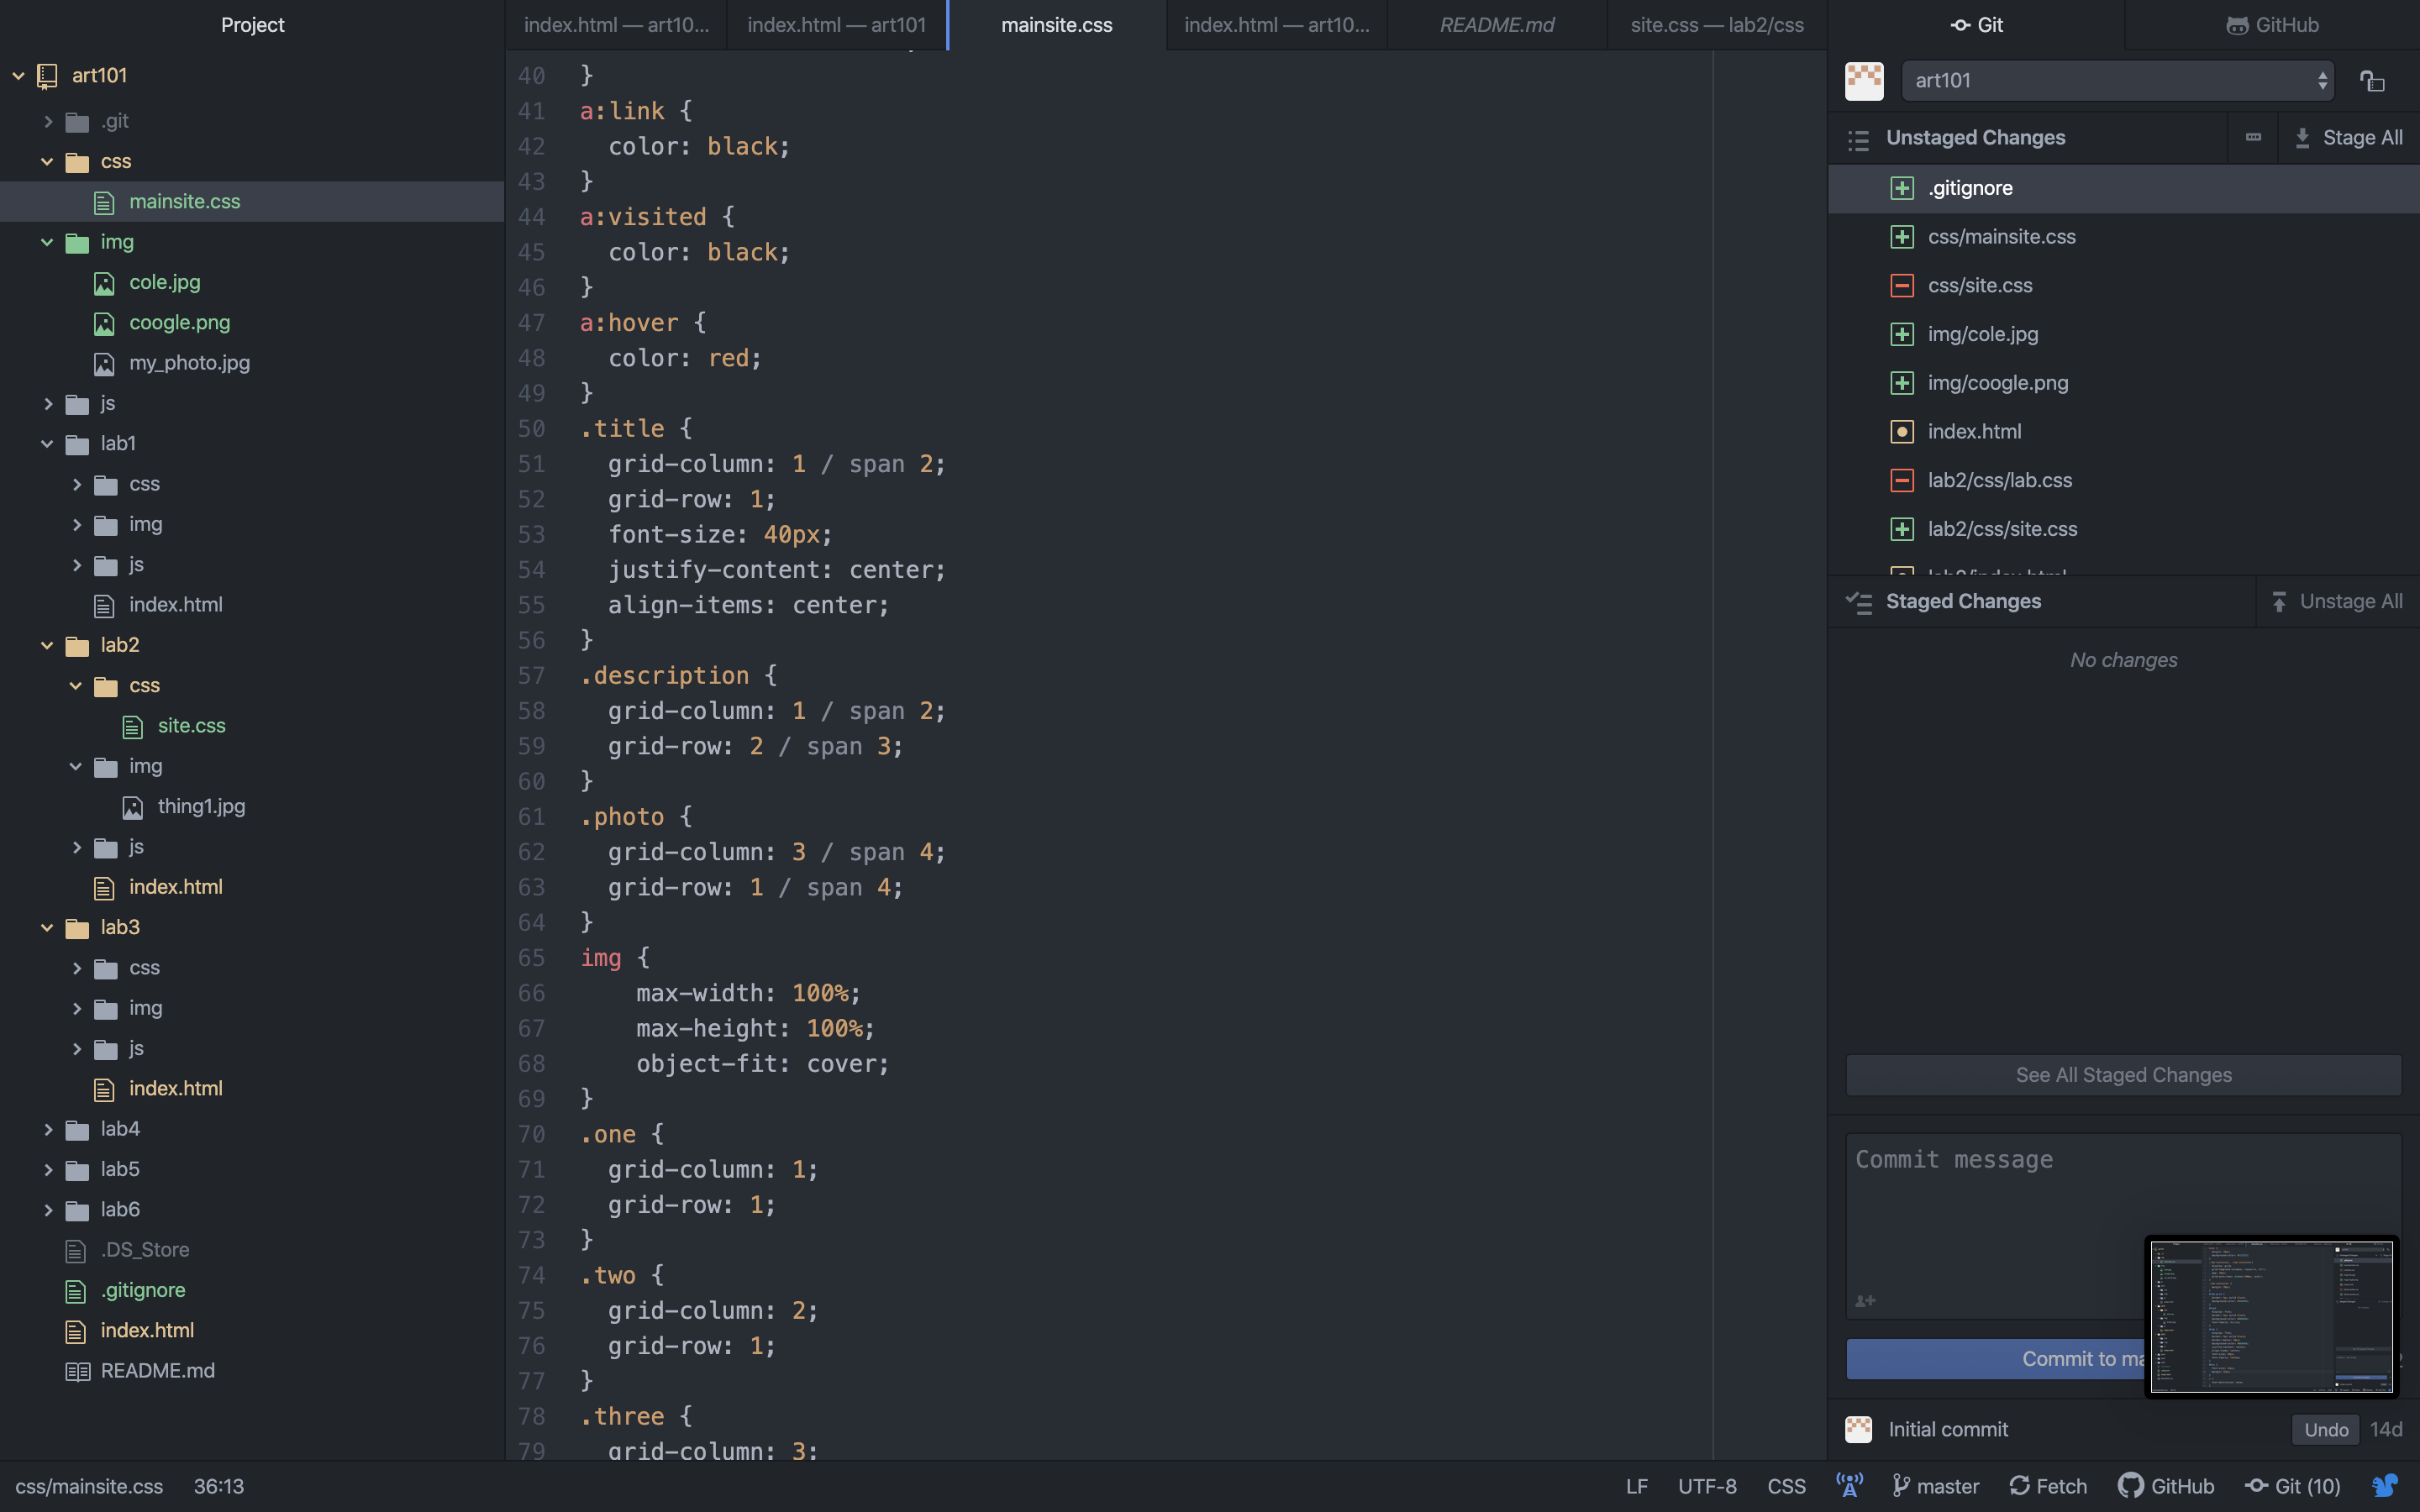 Project
art101
.git
css
mainsite.css
img
cole.jpg
coogle.png
my_photo.jpg
js
lab1
css
img
js
index.html
lab2
css
site.css
img
thing1.jpg
js
index.html
lab3
css
img
js
index.html
lab4
lab5
lab6
.DS_Store
.gitignore
index.html
README.md
index.html — art10...
index.html — art101
mainsite.css
index.html — art10...
README.md
site.css — lab2/css
40 }
41 a:link {
42 color: black;
43 }
44 a:visited {
45 color: black;
46 }
47 a:hover {
48 color: red;
49 }
50 .title {
51 grid-column: 1 / span 2;
52 grid-row: 1;
53 font-size: 40px;
54 justify-content: center;
55 align-items: center;
56 }
57 .description {
58 grid-column: 1 / span 2;
59 grid-row: 2 / span 3;
60 }
61 .photo {
62 grid-column: 3 / span 4;
63 grid-row: 1 / span 4;
64 }
65 img {
66 max-width: 100%;
67 max-height: 100%;
68 object-fit: cover;
69 }
70 .one {
71 grid-column: 1;
72 grid-row: 1;
73 }
74 .two {
75 grid-column: 2;
76 grid-row: 1;
77 }
78 .three {
79 grid-column: 3;
Git
GitHub
art101
Unstaged Changes
Stage All
.gitignore
css/mainsite.css
css/site.css
img/cole.jpg
img/coogle.png
index.html
lab2/css/lab.css
lab2/css/site.css
Staged Changes
Unstage All
No changes
See All Staged Changes
Commit message
Commit to ma
Initial commit
Undo
14d
css/mainsite.css 36:13
LF UTF-8 CSS master Fetch GitHub Git (10)